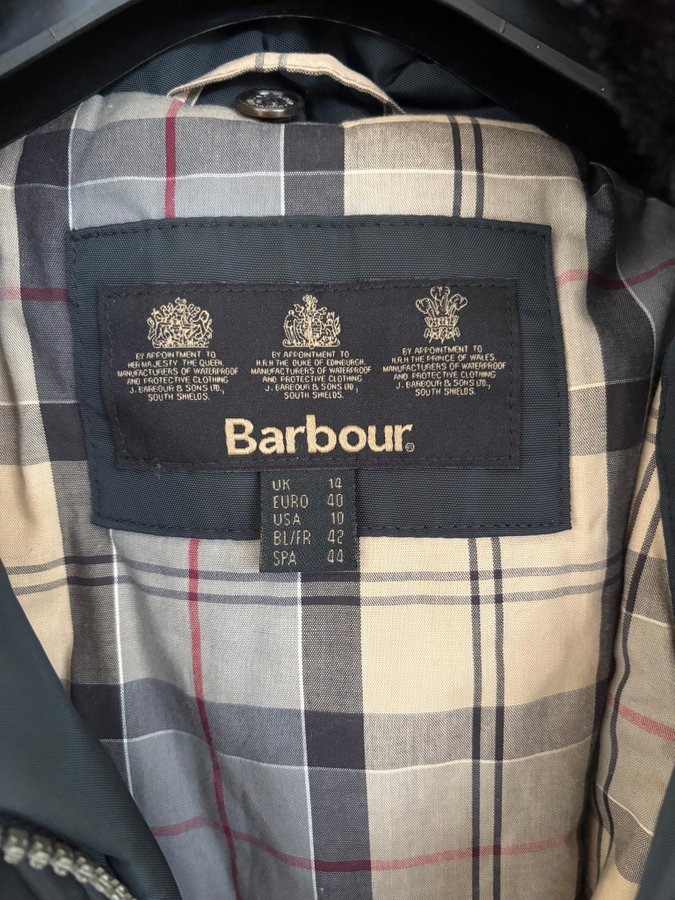 BY APPOINTMENT TO
HER MAJESTY THE QUEEN.
MANUFACTURERS OF WATERPROOF
AND PROTECTIVE CLOTHING
J. BARBOUR & SONS LTD.,
SOUTH SHIELDS.
BY APPOINTMENT TO
H.R.H THE DUKE OF EDINBURGH.
MANUFACTURERS OF WATERPROOF
AND PROTECTIVE CLOTHING
J. BARBOUR & SONS LTD.,
SOUTH SHIELDS.
BY APPOINTMENT TO
H.R.H THE PRINCE OF WALES.
MANUFACTURERS OF WATERPROOF
AND PROTECTIVE CLOTHING
J. BARBOUR & SONS LTD.,
SOUTH SHIELDS.
Barbour®
UK 14
EURO 40
USA 10
BL/FR 42
SPA 44